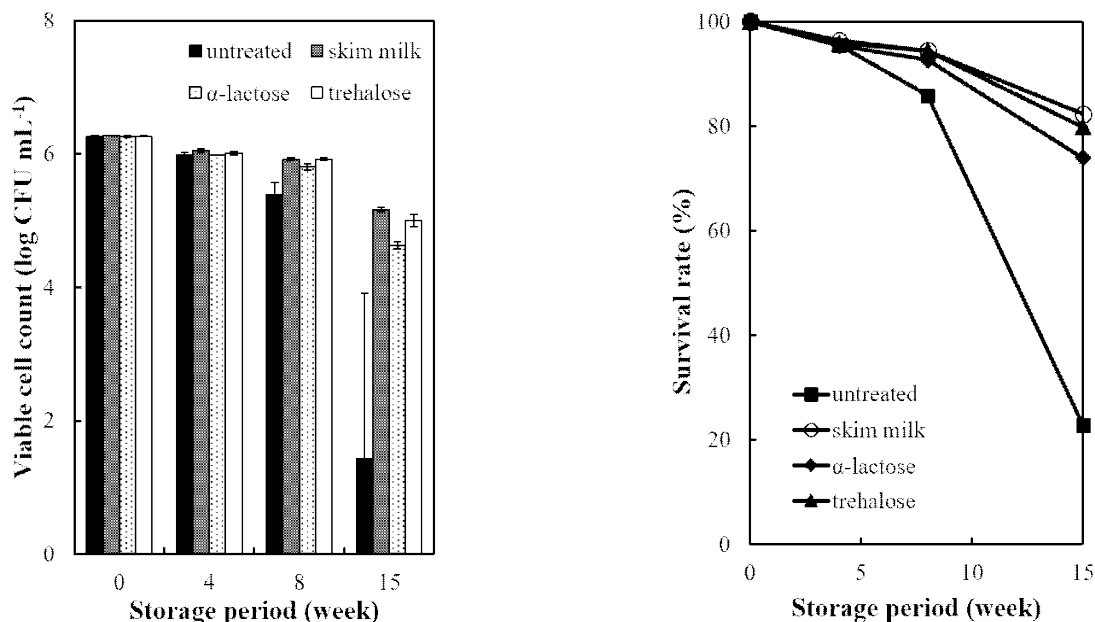 8
6
4
2
0
Viable cell count (log CFU mL⁻¹)
untreated
skim milk
α-lactose
trehalose
0 4 8 15
Storage period (week)
100
80
60
40
20
0
Survival rate (%)
untreated
skim milk
α-lactose
trehalose
0 5 10 15
Storage period (week)